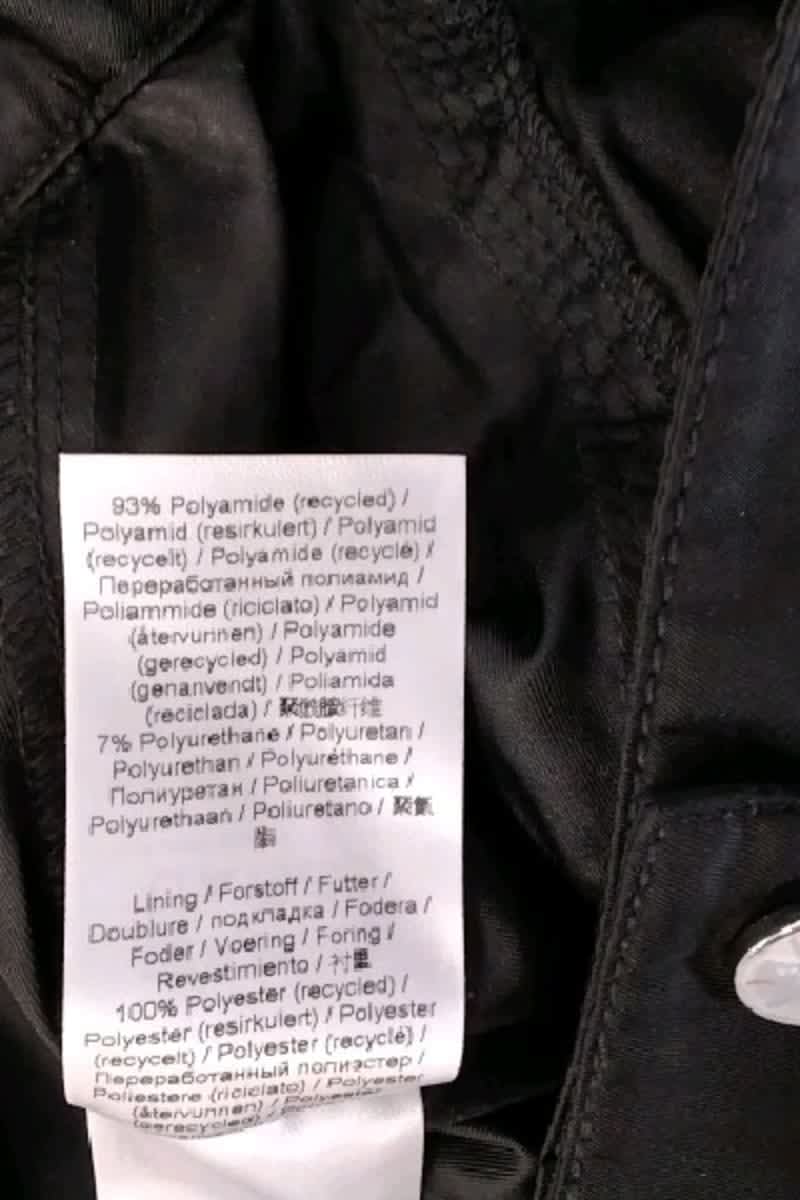 93% Polyamide (recycled) /
Polyamid (resirkulert) / Polyamid
(recycelt) / Polyamide (recyclé) /
Переработанный полиамид /
Poliammide (riciclato) / Polyamid
(återvunnen) / Polyamide
(gerecycled) / Polyamid
(genanvendt) / Poliamida
(reciclada) /
7% Polyurethane / Polyuretan /
Polyurethan / Polyuréthane /
Полиуретан / Poliuretanica /
Polyurethaan / Poliuretano / 聚氨
酯
Lining / Forstoff / Futter /
Doublure / подкладка / Fodera /
Foder / Voering / Foring /
Revestimiento / 衬里
100% Polyester (recycled) /
Polyester (resirkulert) / Polyester
(recycelt) / Polyester (recyclé) /
Переработанный полиэстер /
Poliestere (riciclato) / Polyester
(återvunnen) / Polyester
(gerecycled) /